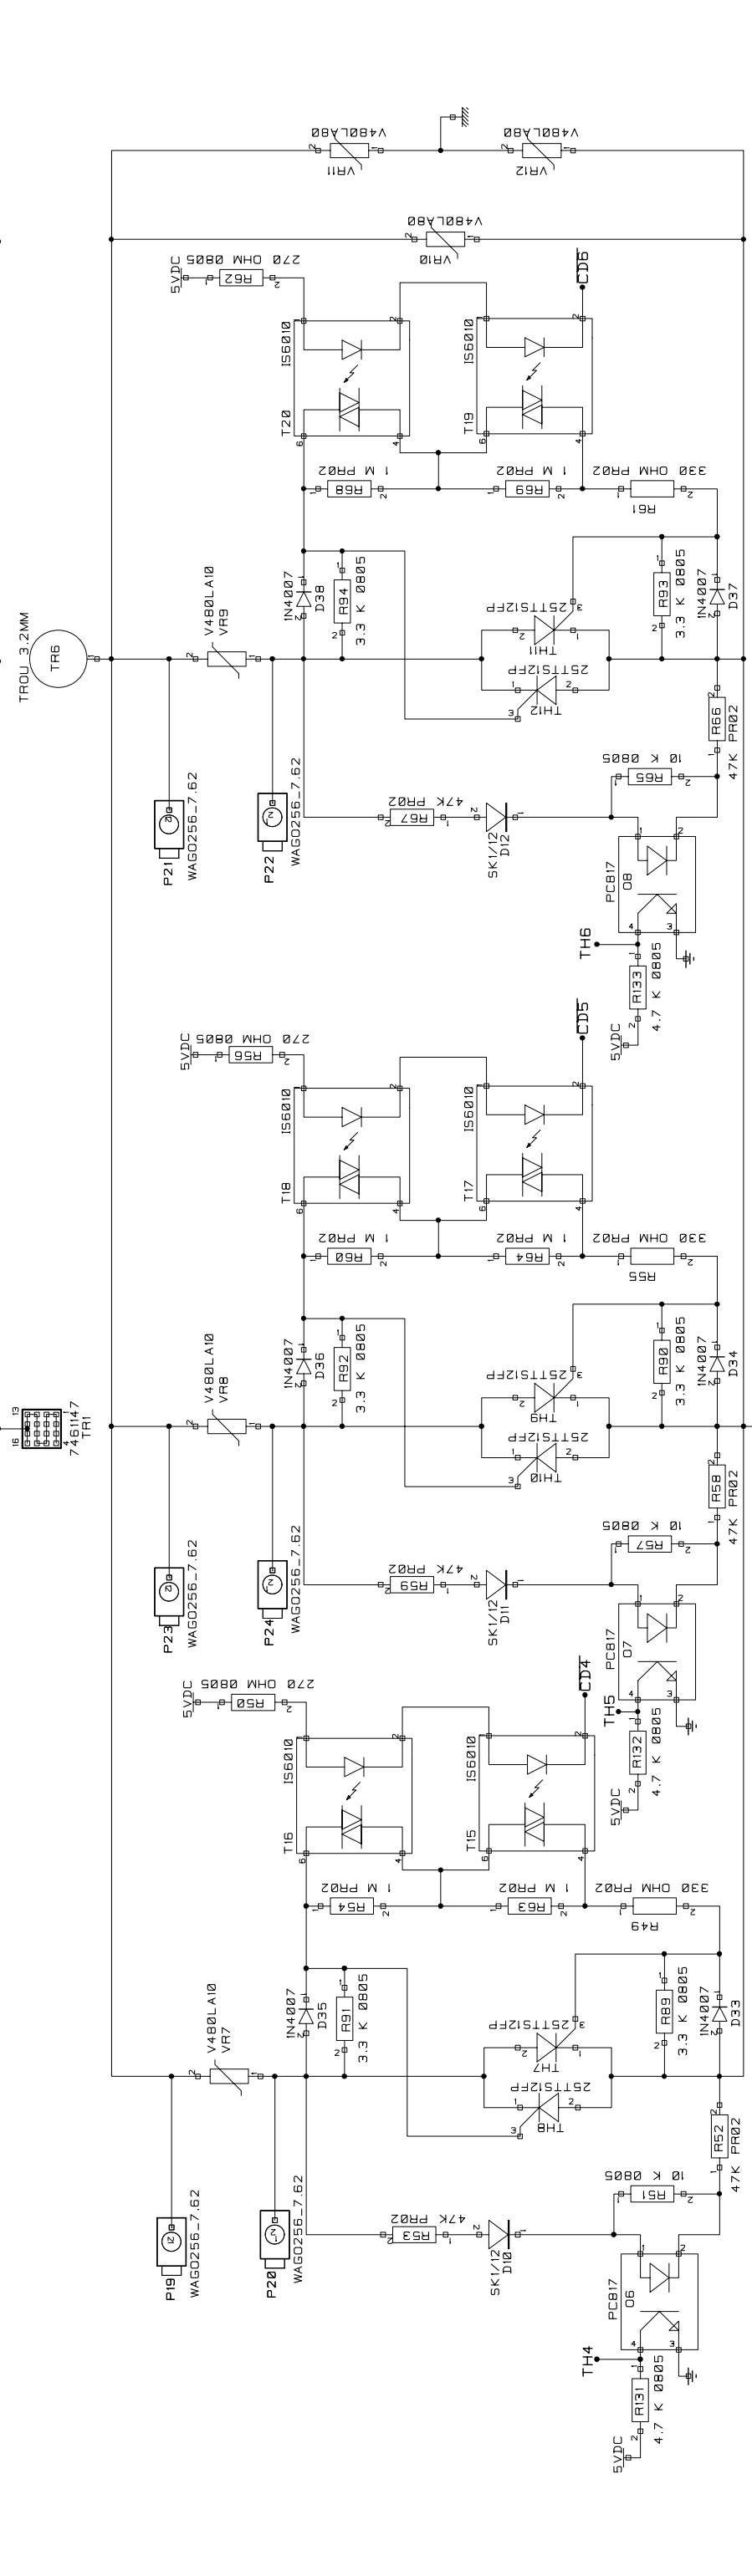 V480LA80
VR11
V480LA80
VR12
V480LA80
VR10
5VDC
270 OHM 0805
R62
IS6010
T20
IS6010
T19
CD6
1 M PR02
R68
1 M PR02
R69
330 OHM PR02
R61
1N4007
D38
R94
3.3 K 0805
25TTS12FP
TH11
25TTS12FP
TH12
R93
3.3 K 0805
1N4007
D37
TROU 3.2MM
TR6
V480LA10
VR9
P21
WAGO256_7.62
P22
WAGO256_7.62
47K PR02
R67
SK1/12
D12
10 K 0805
R65
R66
47K PR02
PC817
O8
TH6
R133
4.7 K 0805
5VDC
5VDC
270 OHM 0805
R56
IS6010
T18
IS6010
T17
CD5
1 M PR02
R60
1 M PR02
R64
330 OHM PR02
R55
1N4007
D36
R92
3.3 K 0805
25TTS12FP
TH9
25TTS12FP
TH10
R90
3.3 K 0805
1N4007
D34
16 13
4 1
7461147
TR1
V480LA10
VR8
P23
WAGO256_7.62
P24
WAGO256_7.62
47K PR02
R59
SK1/12
D11
10 K 0805
R57
R58
47K PR02
PC817
O7
TH5
R132
4.7 K 0805
5VDC
5VDC
270 OHM 0805
R50
IS6010
T16
IS6010
T15
CD4
1 M PR02
R54
1 M PR02
R63
330 OHM PR02
R49
1N4007
D35
R91
3.3 K 0805
25TTS12FP
TH7
25TTS12FP
TH8
R89
3.3 K 0805
1N4007
D33
V480LA10
VR7
P19
WAGO256_7.62
P20
WAGO256_7.62
47K PR02
R53
SK1/12
D10
10 K 0805
R51
R52
47K PR02
PC817
O6
TH4
R131
4.7 K 0805
5VDC